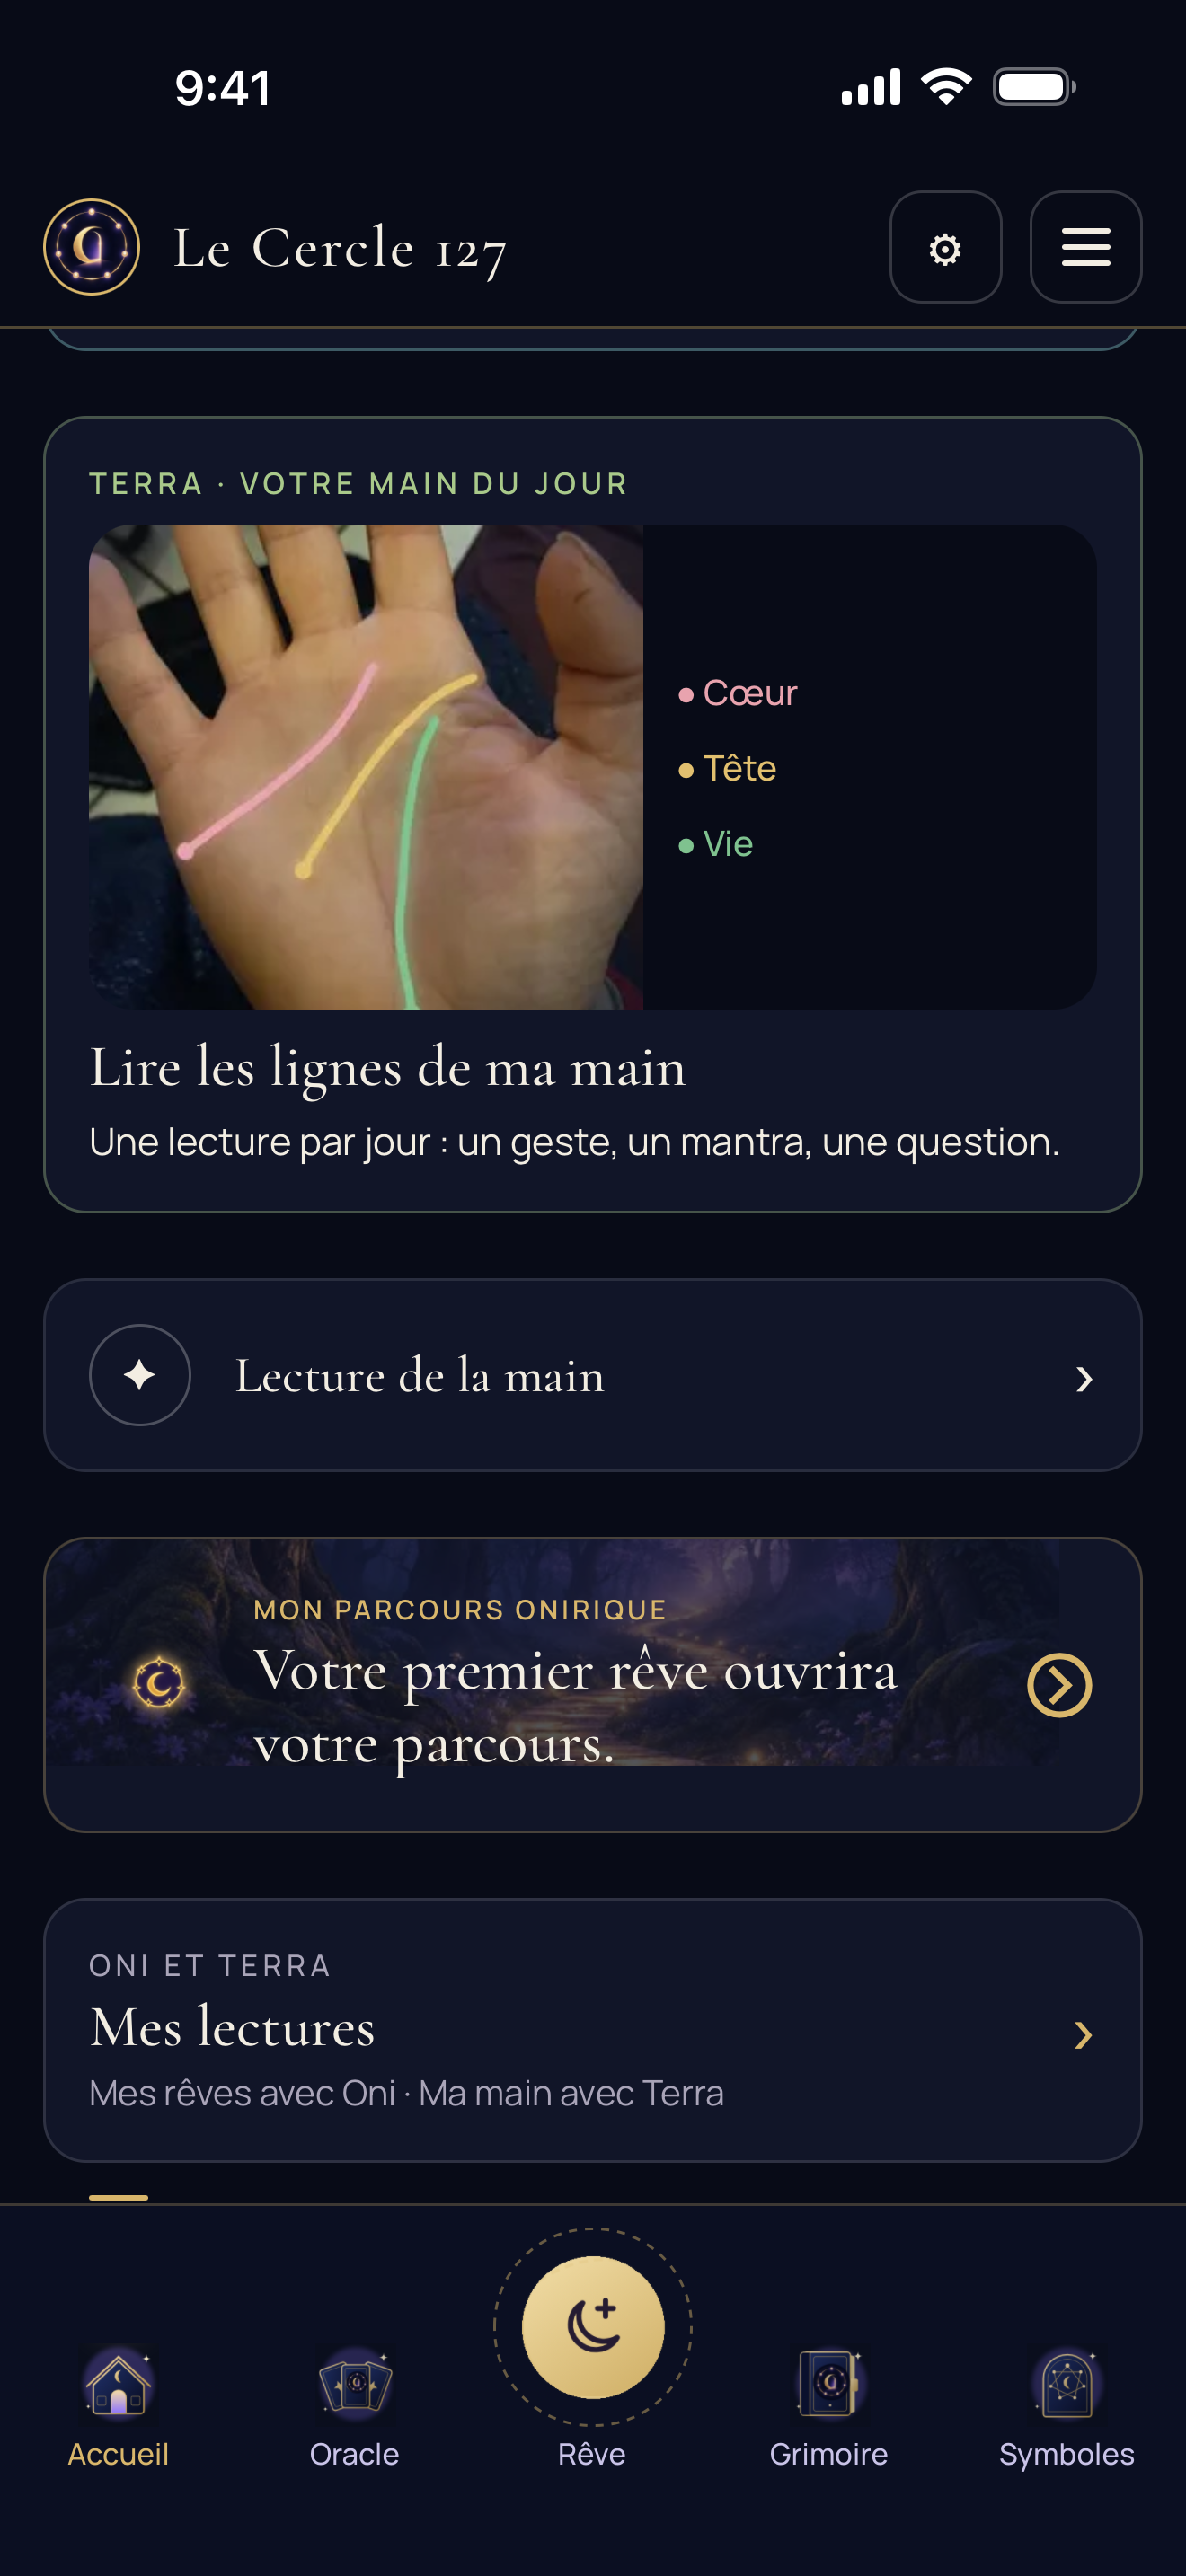 9:41
Le Cercle 127
TERRA · VOTRE MAIN DU JOUR
Cœur
Tête
Vie
Lire les lignes de ma main
Une lecture par jour : un geste, un mantra, une question.
Lecture de la main
MON PARCOURS ONIRIQUE
Votre premier rêve ouvrira
votre parcours.
ONI ET TERRA
Mes lectures
Mes rêves avec Oni · Ma main avec Terra
Accueil
Oracle
Rêve
Grimoire
Symboles